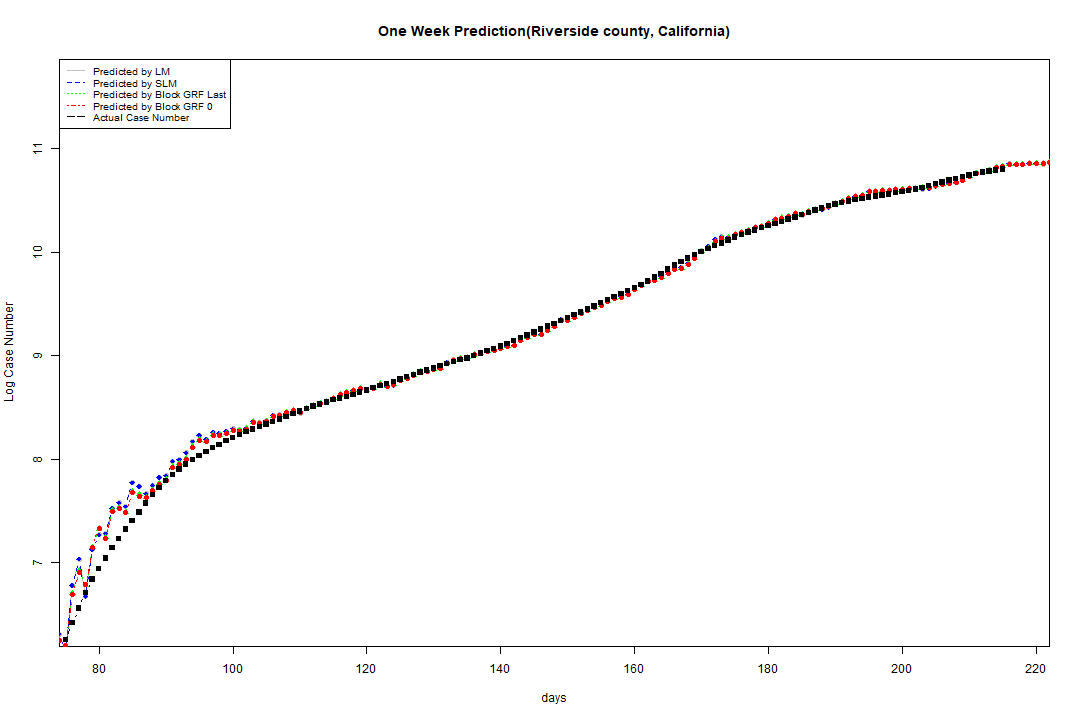 One Week Prediction(Riverside county, California)
Predicted by LM
Predicted by SLM
Predicted by Block GRF Last
Predicted by Block GRF 0
Actual Case Number
11
10
9
8
7
Log Case Number
80 100 120 140 160 180 200 220
days